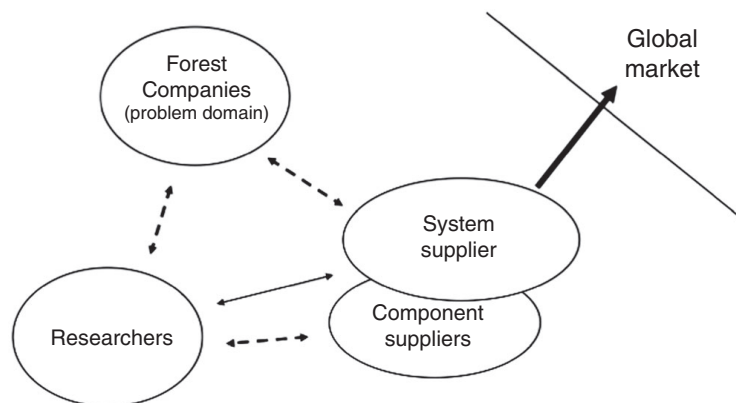 Global
market
Forest
Companies
(problem domain)
System
supplier
Component
suppliers
Researchers